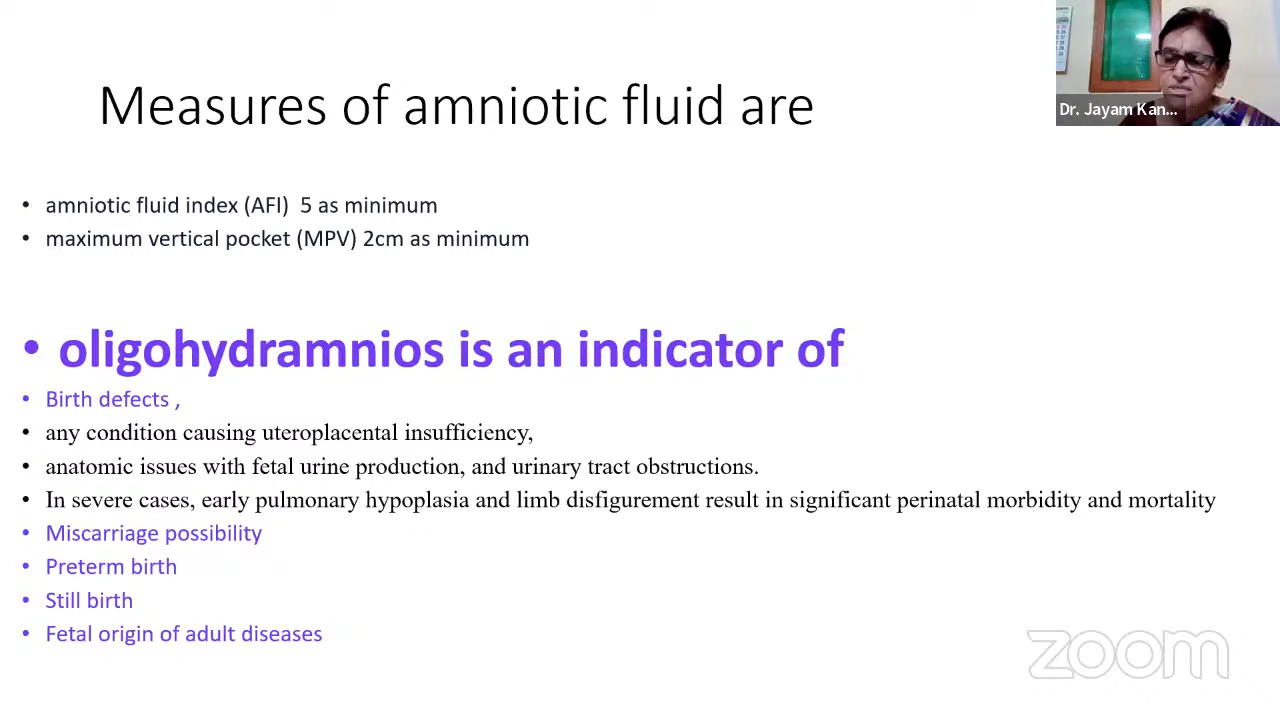 Measures of amniotic fluid are
Dr. Jayam Kan...
• amniotic fluid index (AFI)  5 as minimum
• maximum vertical pocket (MPV) 2cm as minimum
• oligohydramnios is an indicator of
• Birth defects ,
• any condition causing uteroplacental insufficiency,
• anatomic issues with fetal urine production, and urinary tract obstructions.
• In severe cases, early pulmonary hypoplasia and limb disfigurement result in significant perinatal morbidity and mortality
• Miscarriage possibility
• Preterm birth
• Still birth
• Fetal origin of adult diseases
zoom